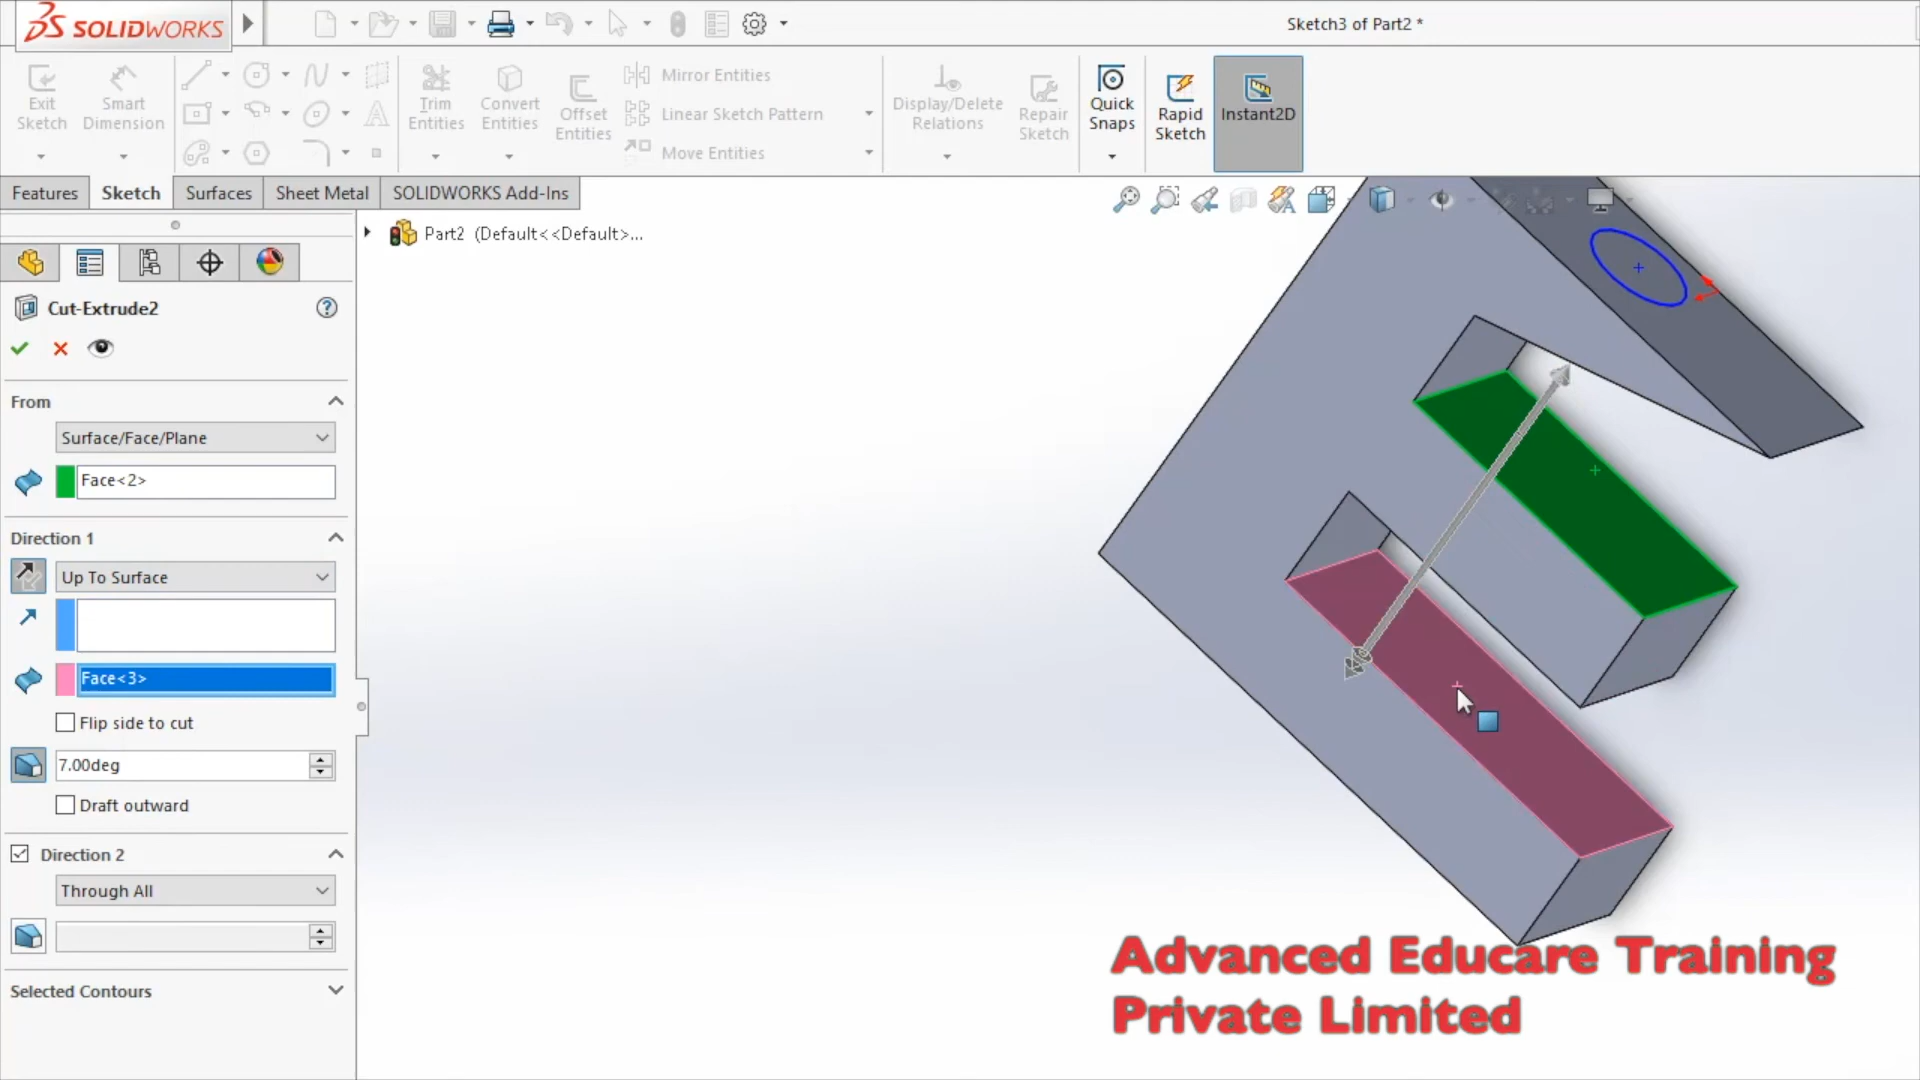 SOLIDWORKS
Sketch3 of Part2 *
Exit Sketch
Smart Dimension
Trim Entities
Convert Entities
Offset Entities
Mirror Entities
Linear Sketch Pattern
Move Entities
Display/Delete Relations
Repair Sketch
Quick Snaps
Rapid Sketch
Instant2D
Features
Sketch
Surfaces
Sheet Metal
SOLIDWORKS Add-Ins
Part2 (Default<<Default>...
Cut-Extrude2
From
Surface/Face/Plane
Face<2>
Direction 1
Up To Surface
Face<3>
Flip side to cut
7.00deg
Draft outward
Direction 2
Through All
Selected Contours
Advanced Educare Training
Private Limited